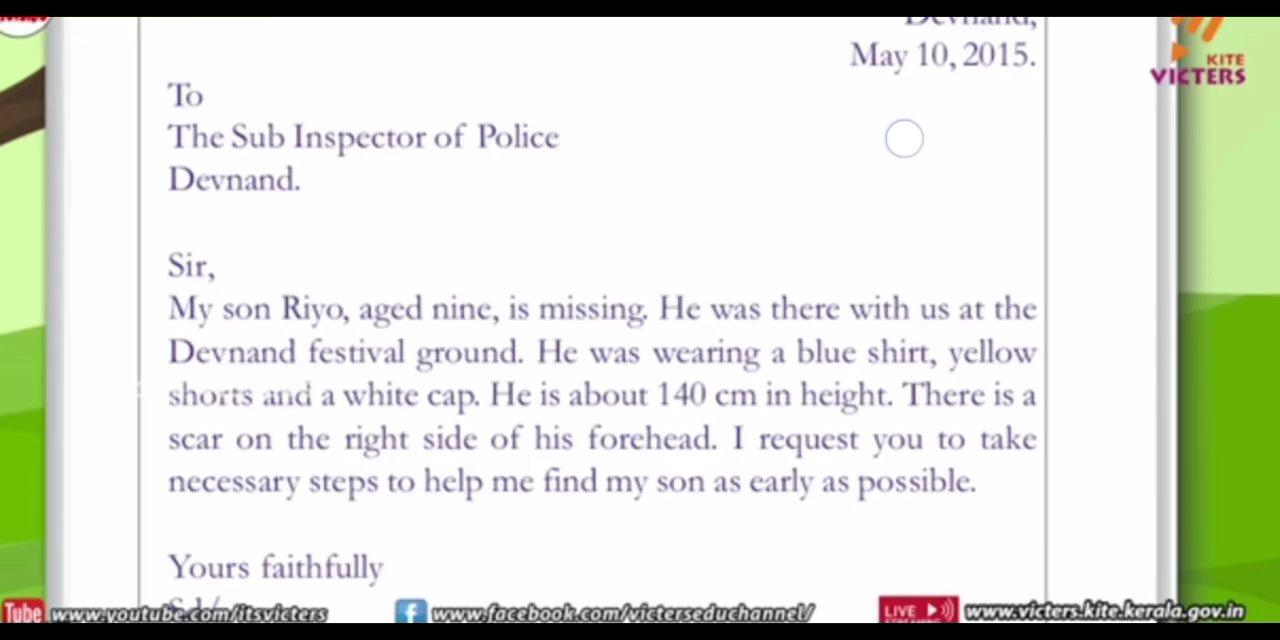 Devnand,
May 10, 2015.
KITE
VICTERS
To
The Sub Inspector of Police
Devnand.
Sir,
My son Riyo, aged nine, is missing. He was there with us at the
Devnand festival ground. He was wearing a blue shirt, yellow
shorts and a white cap. He is about 140 cm in height. There is a
scar on the right side of his forehead. I request you to take
necessary steps to help me find my son as early as possible.
Yours faithfully
Sd/
Tube www.youtube.com/itsvicters
www.facebook.com/victerseduchannel/
LIVE www.victers.kite.kerala.gov.in